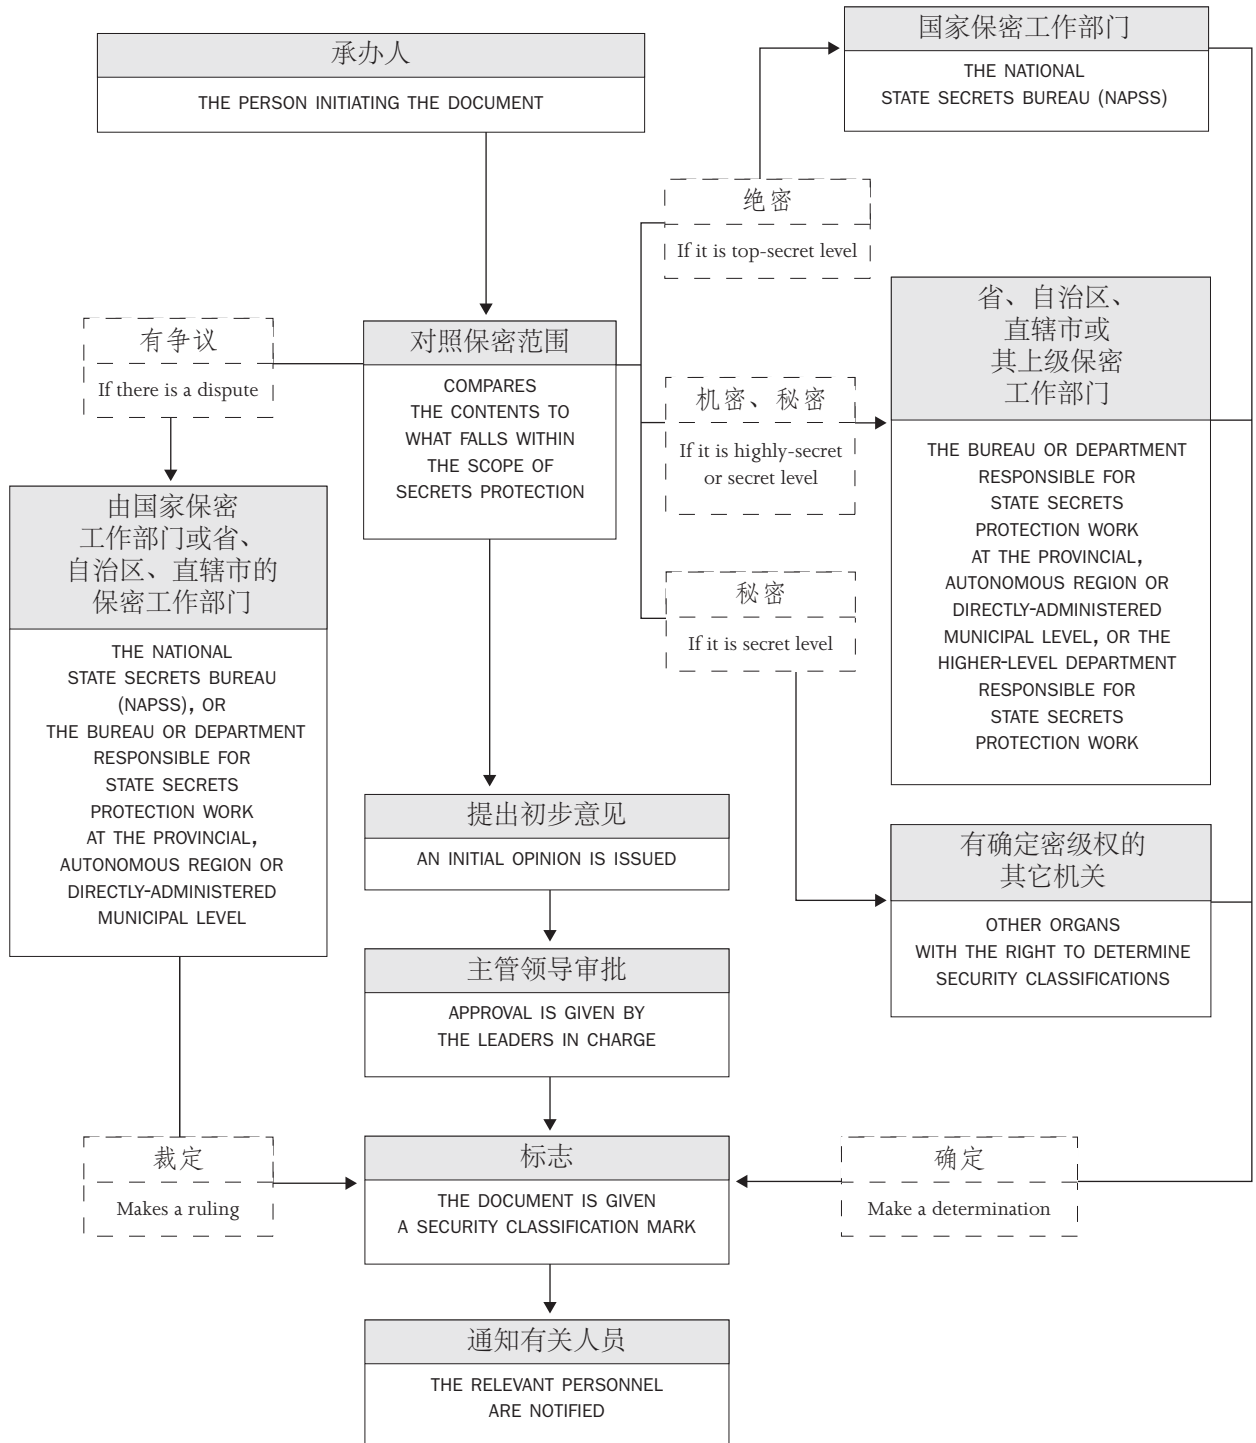 承办人
THE PERSON INITIATING THE DOCUMENT
国家保密工作部门
THE NATIONAL
STATE SECRETS BUREAU (NAPSS)
绝密
If it is top-secret level
有争议
If there is a dispute
对照保密范围
COMPARES
THE CONTENTS TO
WHAT FALLS WITHIN
THE SCOPE OF
SECRETS PROTECTION
机密、秘密
If it is highly-secret
or secret level
省、自治区、
直辖市或
其上级保密
工作部门
THE BUREAU OR DEPARTMENT
RESPONSIBLE FOR
STATE SECRETS
PROTECTION WORK
AT THE PROVINCIAL,
AUTONOMOUS REGION OR
DIRECTLY-ADMINISTERED
MUNICIPAL LEVEL, OR THE
HIGHER-LEVEL DEPARTMENT
RESPONSIBLE FOR
STATE SECRETS
PROTECTION WORK
由国家保密
工作部门或省、
自治区、直辖市的
保密工作部门
THE NATIONAL
STATE SECRETS BUREAU
(NAPSS), OR
THE BUREAU OR DEPARTMENT
RESPONSIBLE FOR
STATE SECRETS
PROTECTION WORK
AT THE PROVINCIAL,
AUTONOMOUS REGION OR
DIRECTLY-ADMINISTERED
MUNICIPAL LEVEL
秘密
If it is secret level
提出初步意见
AN INITIAL OPINION IS ISSUED
有确定密级权的
其它机关
OTHER ORGANS
WITH THE RIGHT TO DETERMINE
SECURITY CLASSIFICATIONS
主管领导审批
APPROVAL IS GIVEN BY
THE LEADERS IN CHARGE
裁定
Makes a ruling
标志
THE DOCUMENT IS GIVEN
A SECURITY CLASSIFICATION MARK
确定
Make a determination
通知有关人员
THE RELEVANT PERSONNEL
ARE NOTIFIED